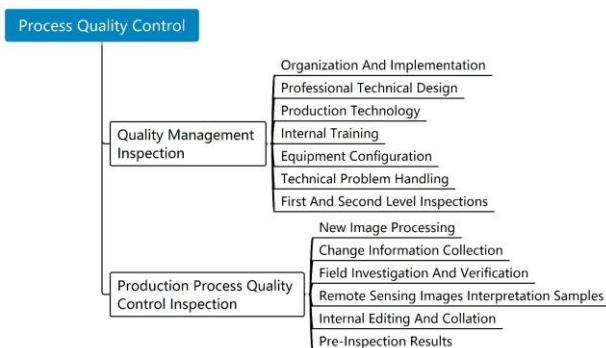 Process Quality Control
Quality Management
Inspection
Organization And Implementation
Professional Technical Design
Production Technology
Internal Training
Equipment Configuration
Technical Problem Handling
First And Second Level Inspections
Production Process Quality
Control Inspection
New Image Processing
Change Information Collection
Field Investigation And Verification
Remote Sensing Images Interpretation Samples
Internal Editing And Collation
Pre-Inspection Results